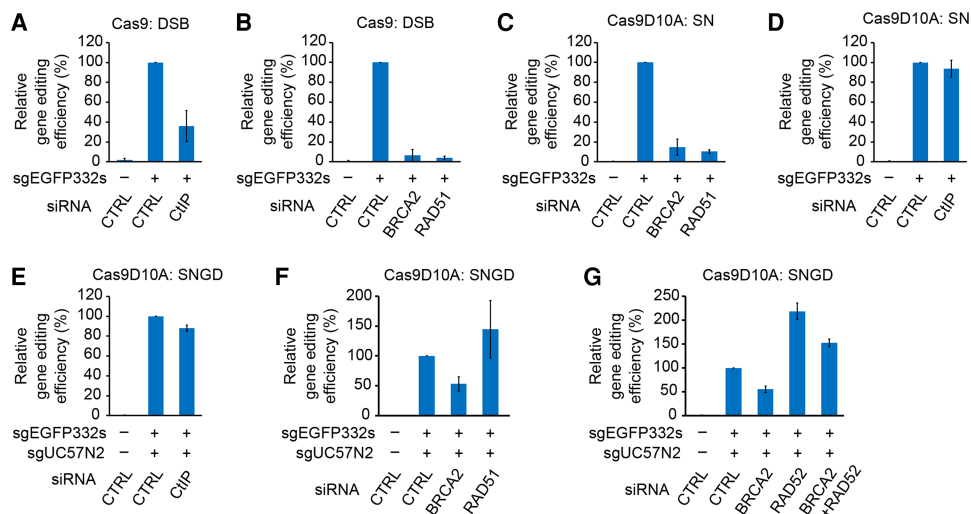 A
Cas9: DSB
Relative
gene editing
efficiency (%)
120
100
80
60
40
20
0
sgEGFP332s – + +
siRNA CTRL CTRL CtIP
B
Cas9: DSB
Relative
gene editing
efficiency (%)
120
100
80
60
40
20
0
sgEGFP332s – + + +
siRNA CTRL CTRL BRCA2 RAD51
C
Cas9D10A: SN
Relative
gene editing
efficiency (%)
120
100
80
60
40
20
0
sgEGFP332s – + + +
siRNA CTRL CTRL BRCA2 RAD51
D
Cas9D10A: SN
Relative
gene editing
efficiency (%)
120
100
80
60
40
20
0
sgEGFP332s – + +
siRNA CTRL CTRL CtIP
E
Cas9D10A: SNGD
Relative
gene editing
efficiency (%)
120
100
80
60
40
20
0
sgEGFP332s – + +
sgUC57N2 – + +
siRNA CTRL CTRL CtIP
F
Cas9D10A: SNGD
Relative
gene editing
efficiency (%)
200
150
100
50
0
sgEGFP332s – + + +
sgUC57N2 – + + +
siRNA CTRL CTRL BRCA2 RAD51
G
Cas9D10A: SNGD
Relative
gene editing
efficiency (%)
250
200
150
100
50
0
sgEGFP332s – + + + +
sgUC57N2 – + + + +
siRNA CTRL CTRL BRCA2 RAD52 BRCA2
+RAD52